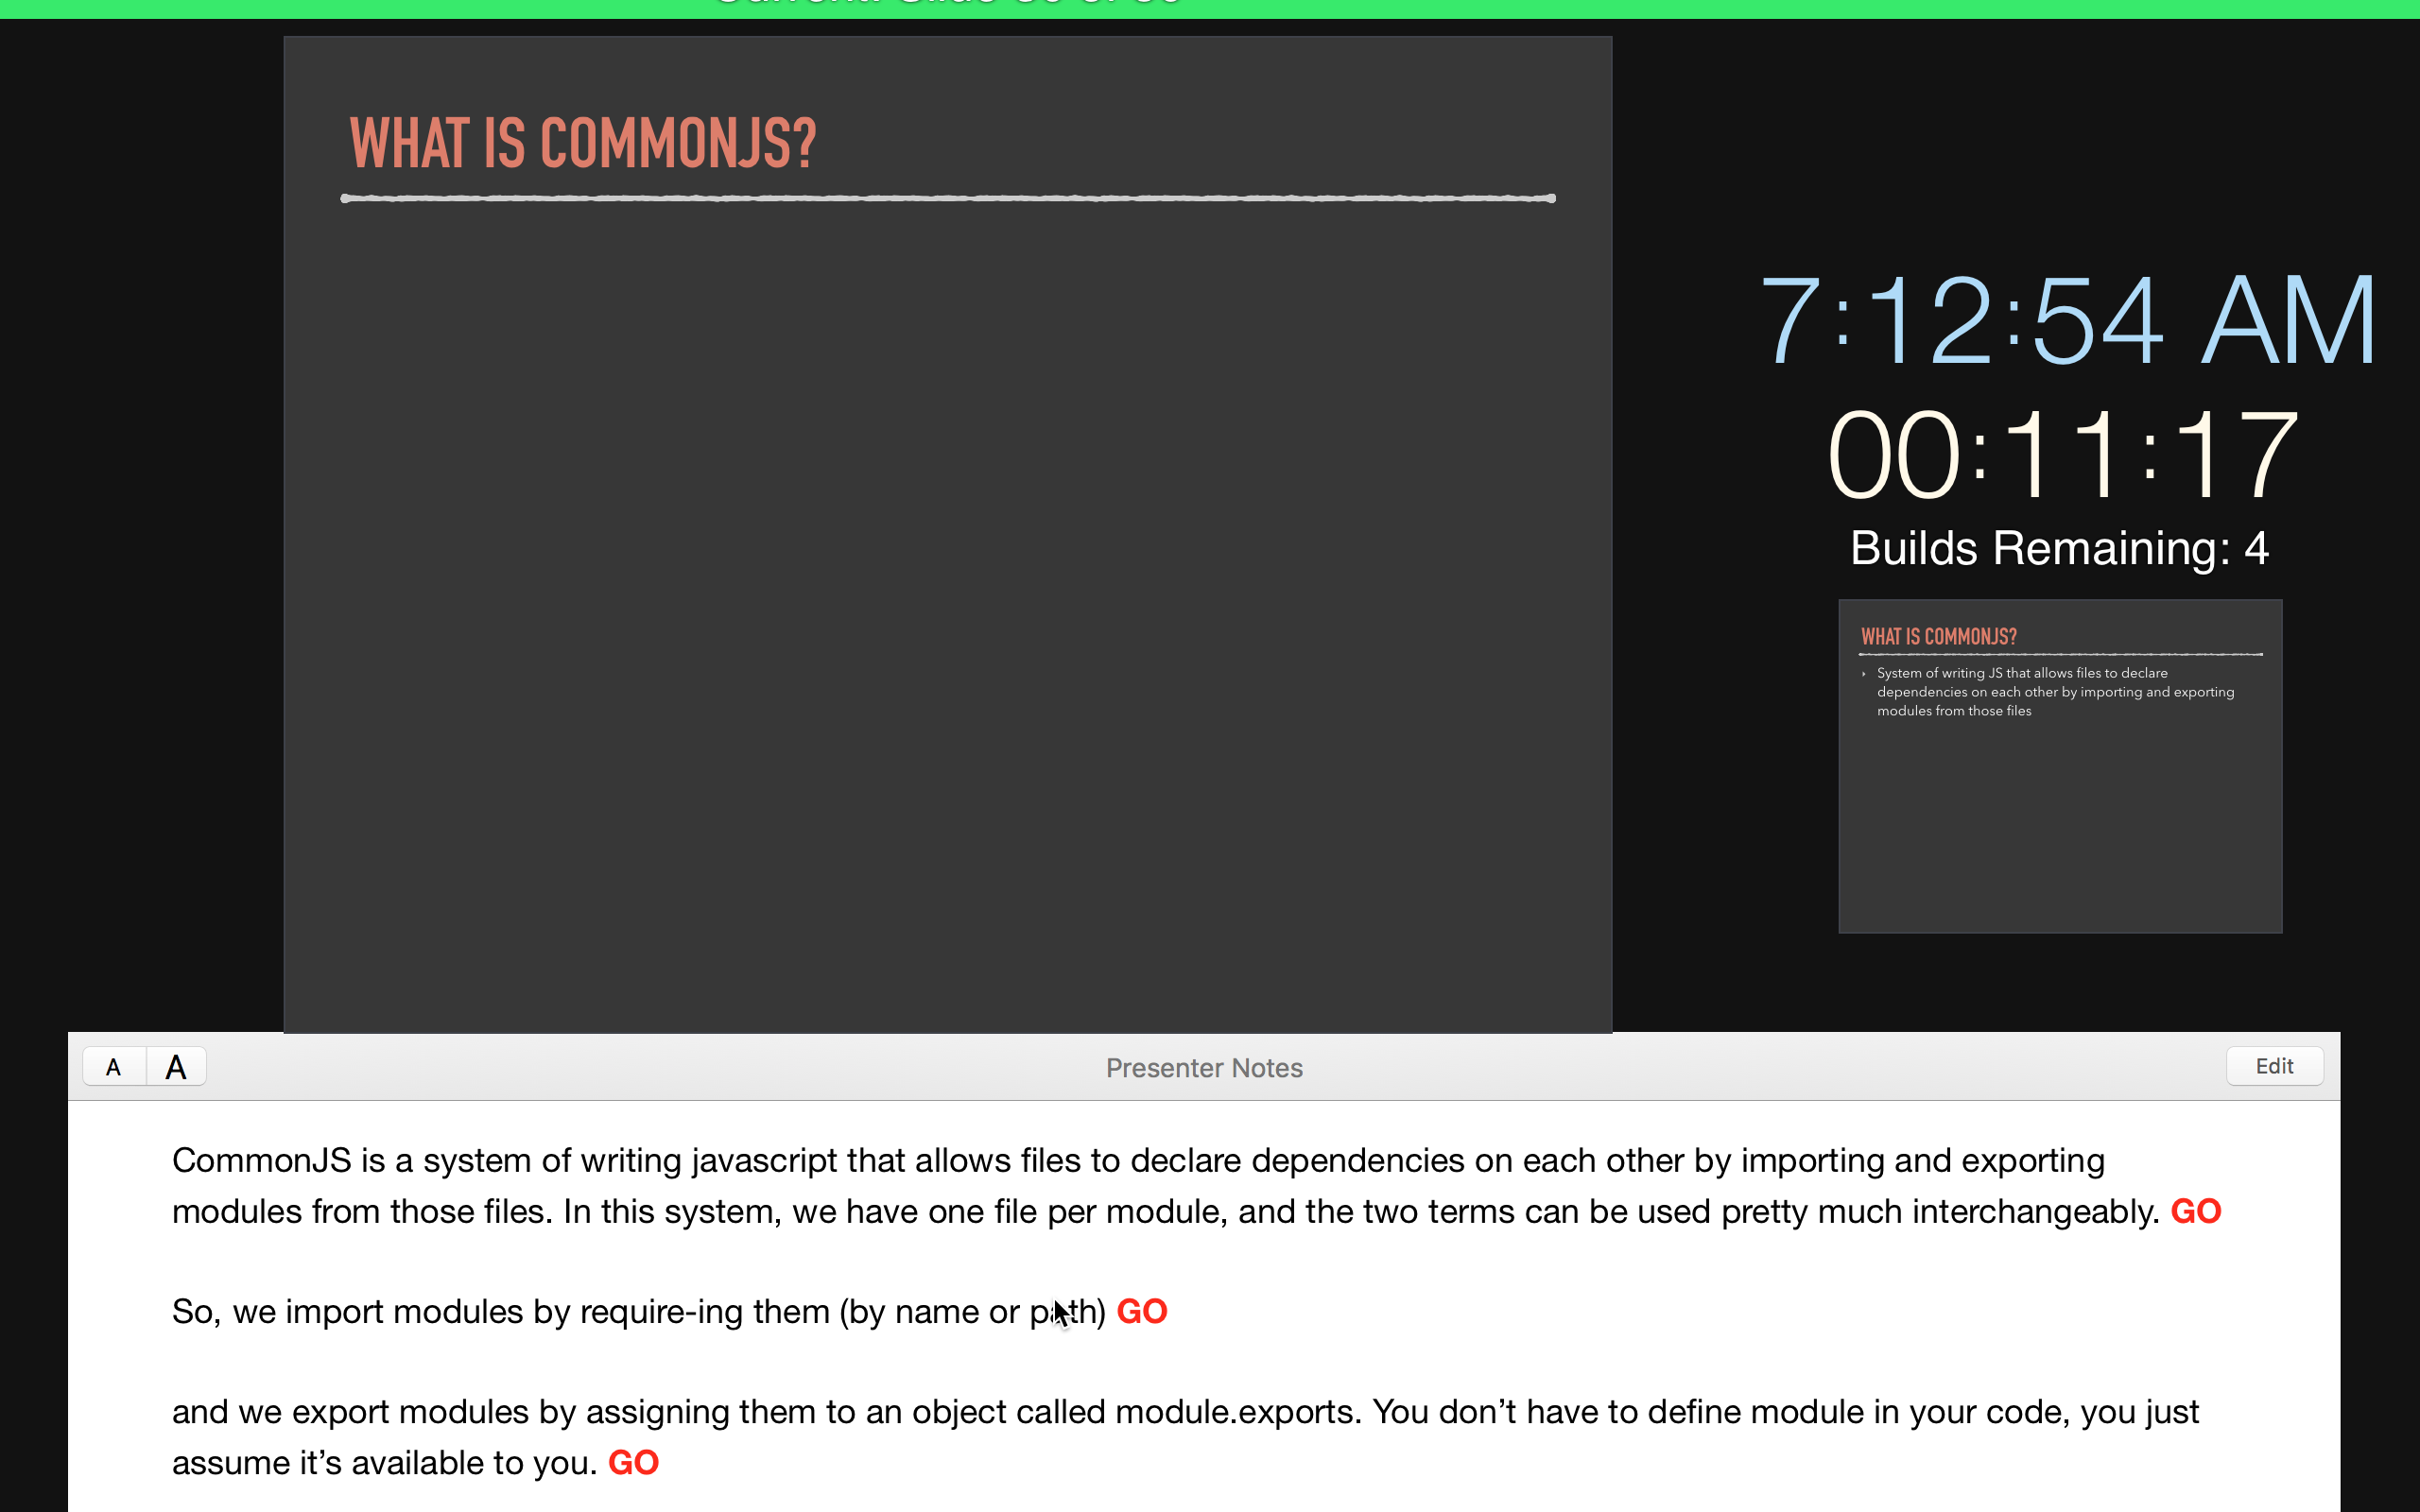 WHAT IS COMMONJS?
7:12:54 AM
00:11:17
Builds Remaining: 4
WHAT IS COMMONJS?
System of writing JS that allows files to declare
dependencies on each other by importing and exporting
modules from those files
A A
Presenter Notes
Edit
CommonJS is a system of writing javascript that allows files to declare dependencies on each other by importing and exporting
modules from those files. In this system, we have one file per module, and the two terms can be used pretty much interchangeably. GO
So, we import modules by require-ing them (by name or path) GO
and we export modules by assigning them to an object called module.exports. You don’t have to define module in your code, you just
assume it’s available to you. GO